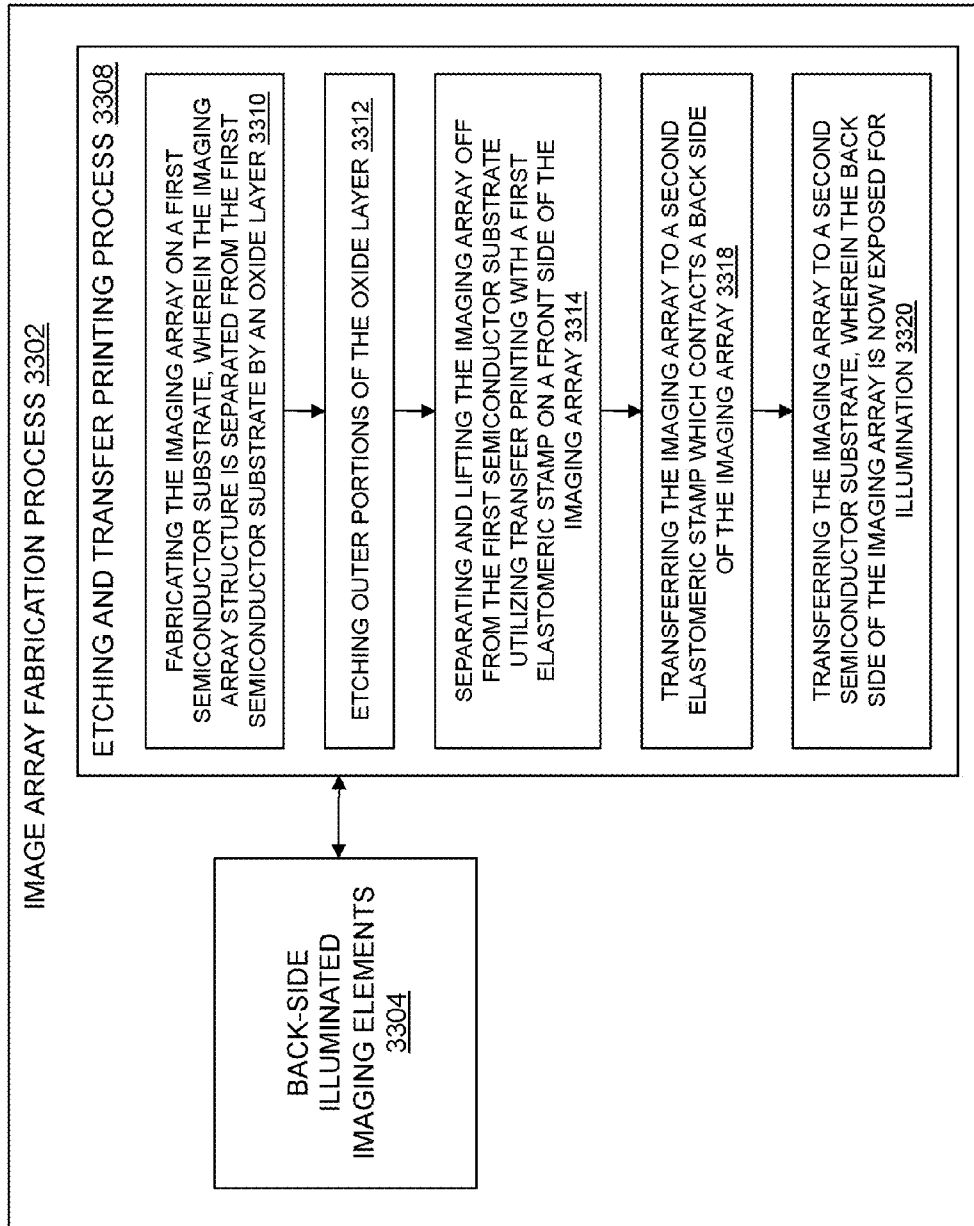 IMAGE ARRAY FABRICATION PROCESS 3302
BACK-SIDE
ILLUMINATED
IMAGING ELEMENTS
3304
ETCHING AND TRANSFER PRINTING PROCESS 3308
FABRICATING THE IMAGING ARRAY ON A FIRST
SEMICONDUCTOR SUBSTRATE, WHEREIN THE IMAGING
ARRAY STRUCTURE IS SEPARATED FROM THE FIRST
SEMICONDUCTOR SUBSTRATE BY AN OXIDE LAYER 3310
ETCHING OUTER PORTIONS OF THE OXIDE LAYER 3312
SEPARATING AND LIFTING THE IMAGING ARRAY OFF
FROM THE FIRST SEMICONDUCTOR SUBSTRATE
UTILIZING TRANSFER PRINTING WITH A FIRST
ELASTOMERIC STAMP ON A FRONT SIDE OF THE
IMAGING ARRAY 3314
TRANSFERRING THE IMAGING ARRAY TO A SECOND
ELASTOMERIC STAMP WHICH CONTACTS A BACK SIDE
OF THE IMAGING ARRAY 3318
TRANSFERRING THE IMAGING ARRAY TO A SECOND
SEMICONDUCTOR SUBSTRATE, WHEREIN THE BACK
SIDE OF THE IMAGING ARRAY IS NOW EXPOSED FOR
ILLUMINATION 3320